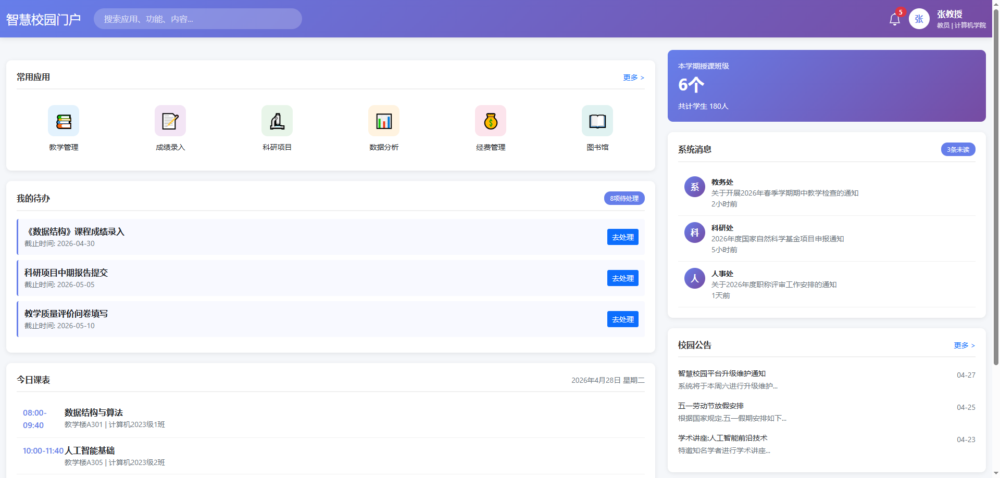 智慧校园门户
搜索应用、功能、内容...
5
张
张教授
教员 | 计算机学院
常用应用
更多 >
教学管理
成绩录入
科研项目
数据分析
经费管理
图书馆
我的待办
8项待处理
《数据结构》课程成绩录入
截止时间: 2026-04-30
去处理
科研项目中期报告提交
截止时间: 2026-05-05
去处理
教学质量评价问卷填写
截止时间: 2026-05-10
去处理
今日课表
2026年4月28日 星期二
08:00-
09:40
数据结构与算法
教学楼A301 | 计算机2023级1班
10:00-11:40
人工智能基础
教学楼A305 | 计算机2023级2班
本学期授课班级
6个
共计学生 180人
系统消息
3条未读
系
教务处
关于开展2026年春季学期期中教学检查的通知
2小时前
科
科研处
2026年度国家自然科学基金项目申报通知
5小时前
人
人事处
关于2026年度职称评审工作安排的通知
1天前
校园公告
更多 >
智慧校园平台升级维护通知
系统将于本周六进行升级维护...
04-27
五一劳动节放假安排
根据国家规定,五一假期安排如下...
04-25
学术讲座:人工智能前沿技术
特邀知名学者进行学术讲座...
04-23